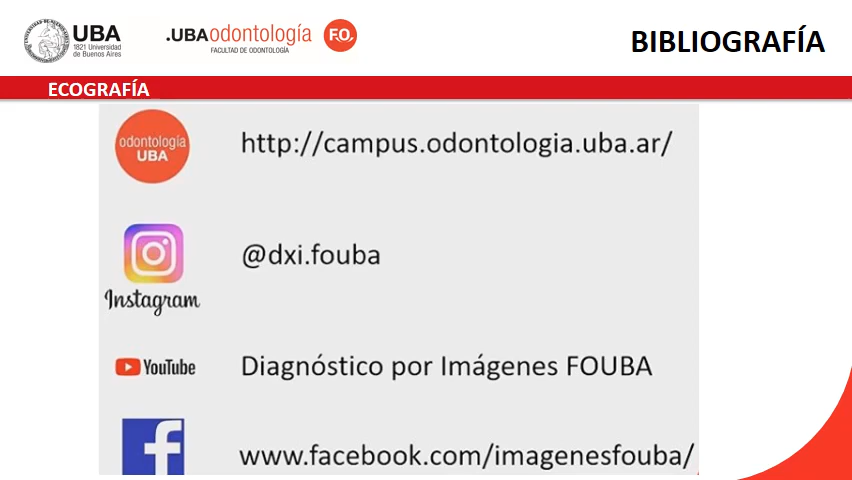 UBA
1821 Universidad
de Buenos Aires
.UBAodontología
FACULTAD DE ODONTOLOGÍA
F.O.
BIBLIOGRAFÍA
ECOGRAFÍA
odontología
UBA
http://campus.odontologia.uba.ar/
Instagram
@dxi.fouba
YouTube
Diagnóstico por Imágenes FOUBA
www.facebook.com/imagenesfouba/